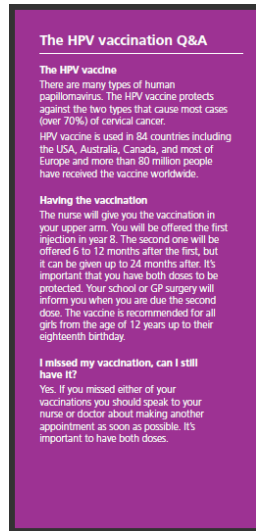 The HPV vaccination Q&A
The HPV vaccine
There are many types of human
papillomavirus. The HPV vaccine protects
against the two types that cause most cases
(over 70%) of cervical cancer.
HPV vaccine is used in 84 countries including
the USA, Australia, Canada, and most of
Europe and more than 80 million people
have received the vaccine worldwide.
Having the vaccination
The nurse will give you the vaccination in
your upper arm. You will be offered the first
injection in year 8. The second one will be
offered 6 to 12 months after the first, but
it can be given up to 24 months after. It's
important that you have both doses to be
protected. Your school or GP surgery will
inform you when you are due the second
dose. The vaccine is recommended for all
girls from the age of 12 years up to their
eighteenth birthday.
I missed my vaccination, can I still
have it?
Yes. If you missed either of your
vaccinations you should speak to your
nurse or doctor about making another
appointment as soon as possible. It's
important to have both doses.